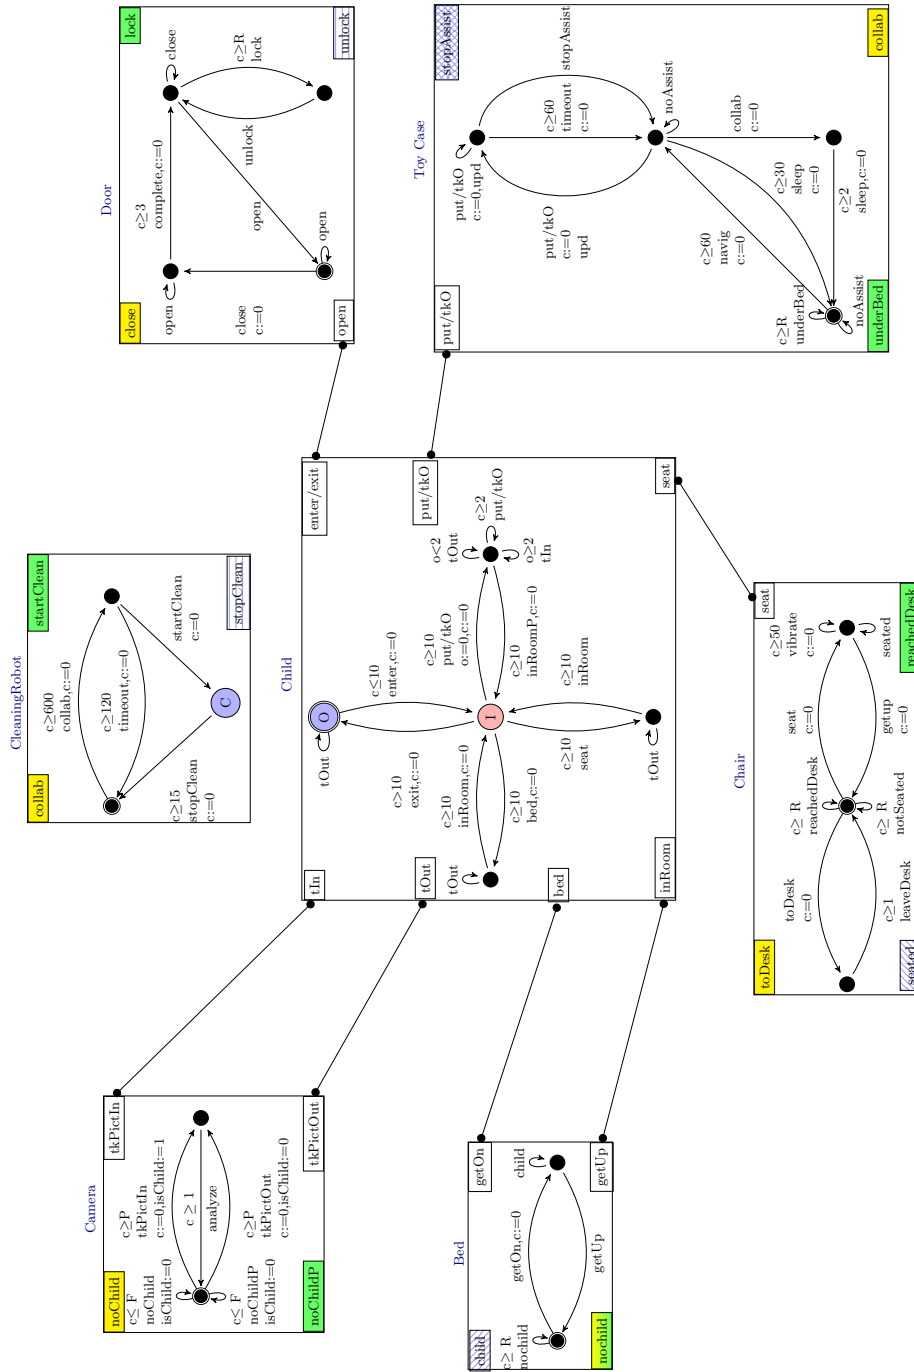 Camera
noChild
tkPictIn
c≤ F
noChild
isChild:=0
c≥P
tkPictIn
c:=0,isChild:=1
c ≥ 1
analyze
c≤ F
noChildP
isChild:=0
c≥P
tkPictOut
c:=0,isChild:=0
noChildP
tkPictOut
CleaningRobot
collab
startClean
c≥600
collab,c:=0
c≥120
timeout,c:=0
startClean
c:=0
C
c≥15
stopClean
c:=0
stopClean
Door
close
lock
c≥3
complete,c:=0
close
open
c≥R
lock
close
c:=0
open
unlock
open
open
unlock
Child
tIn
enter/exit
tOut
O
c<10
enter,c:=0
c>10
exit,c:=0
tOut
put/tkO
c≥10
inRoom,c:=0
c≥10
put/tkO
o:=0,c:=0
o<2
tOut
tOut
I
c≥2
put/tkO
c≥10
bed,c:=0
c≥10
inRoomP,c:=0
o≥2
tIn
bed
c≥10
seat
c≥10
inRoom
tOut
inRoom
seat
Toy Case
put/tkO
stopAssist
put/tkO
c:=0,upd
stopAssist
put/tkO
c:=0
upd
c≥60
timeout
c:=0
noAssist
c≥60
navig
c:=0
collab
c:=0
c≥30
sleep
c:=0
c≥2
sleep,c:=0
c≥R
underBed
noAssist
underBed
collab
Bed
child
getOn
c≥ R
nochild
getOn,c:=0
child
getUp
nochild
getUp
Chair
toDesk
seat
toDesk
c:=0
c≥ R
reachedDesk
seat
c:=0
c≥50
vibrate
c:=0
c≥1
leaveDesk
c≥ R
notSeated
getup
c:=0
seated
seated
reachedDesk